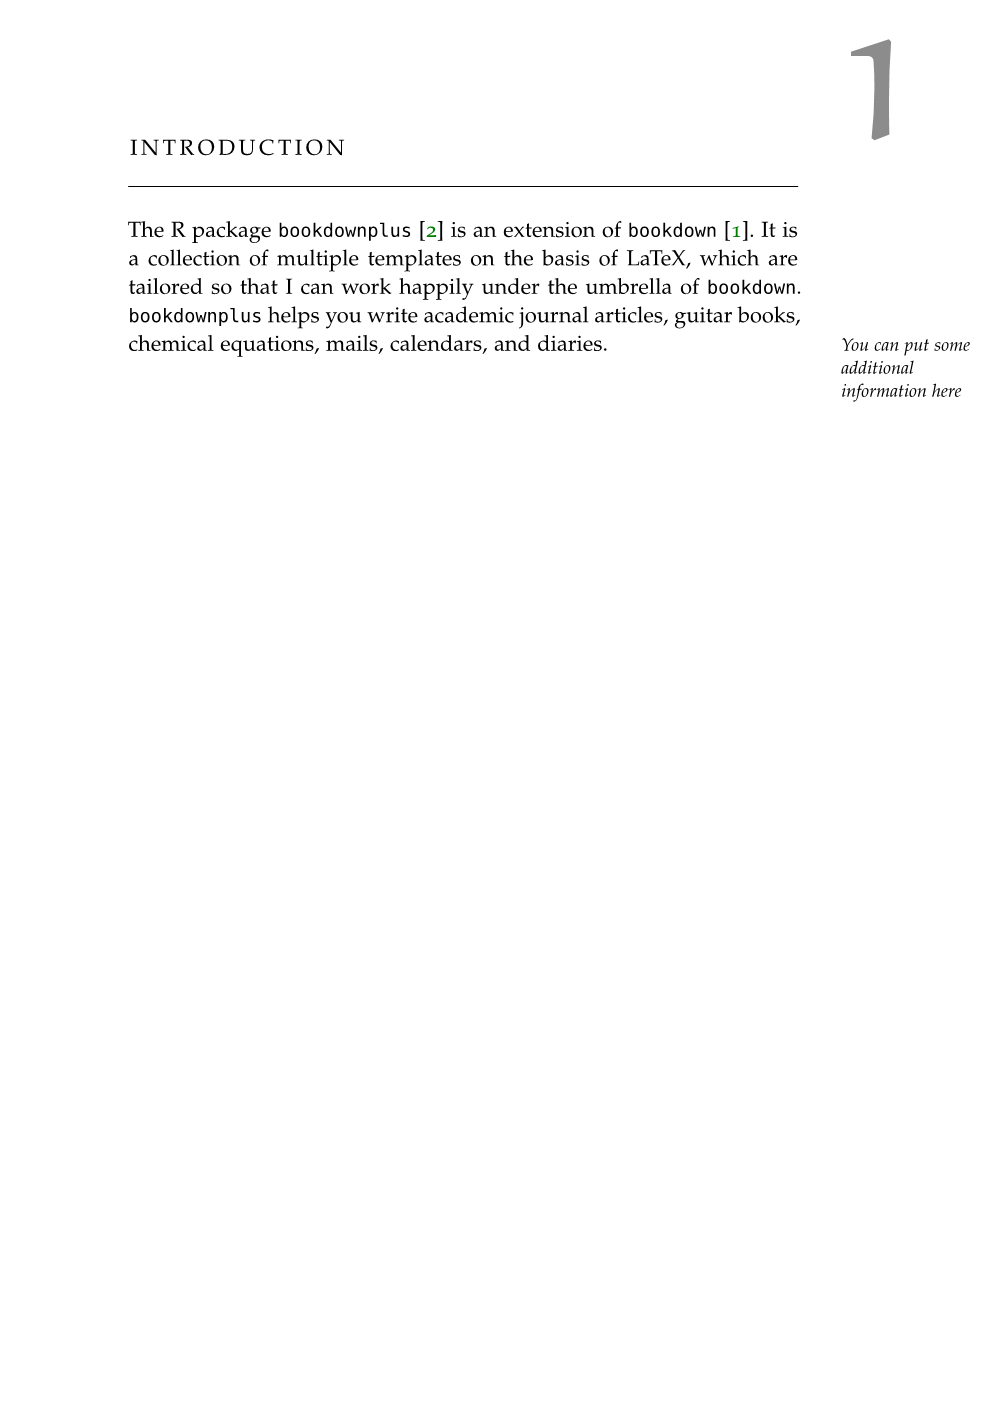 1
INTRODUCTION
The R package bookdownplus [2] is an extension of bookdown [1]. It is
a collection of multiple templates on the basis of LaTeX, which are
tailored so that I can work happily under the umbrella of bookdown.
bookdownplus helps you write academic journal articles, guitar books,
chemical equations, mails, calendars, and diaries.
You can put some
additional
information here